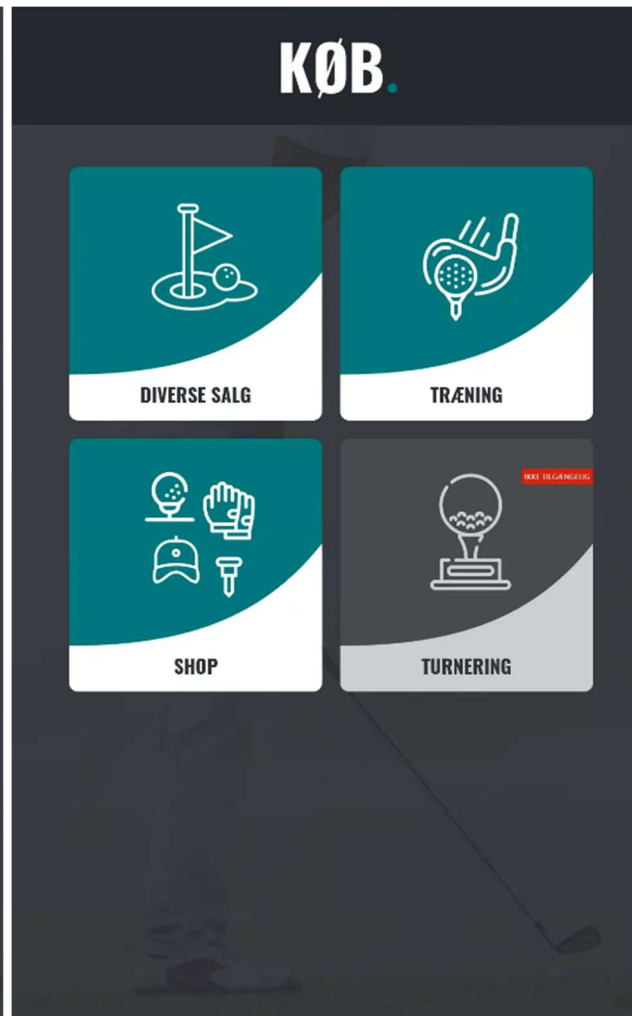 KØB.
DIVERSE SALG
TRÆNING
IKKE TILGÆNGELIG
SHOP
TURNERING